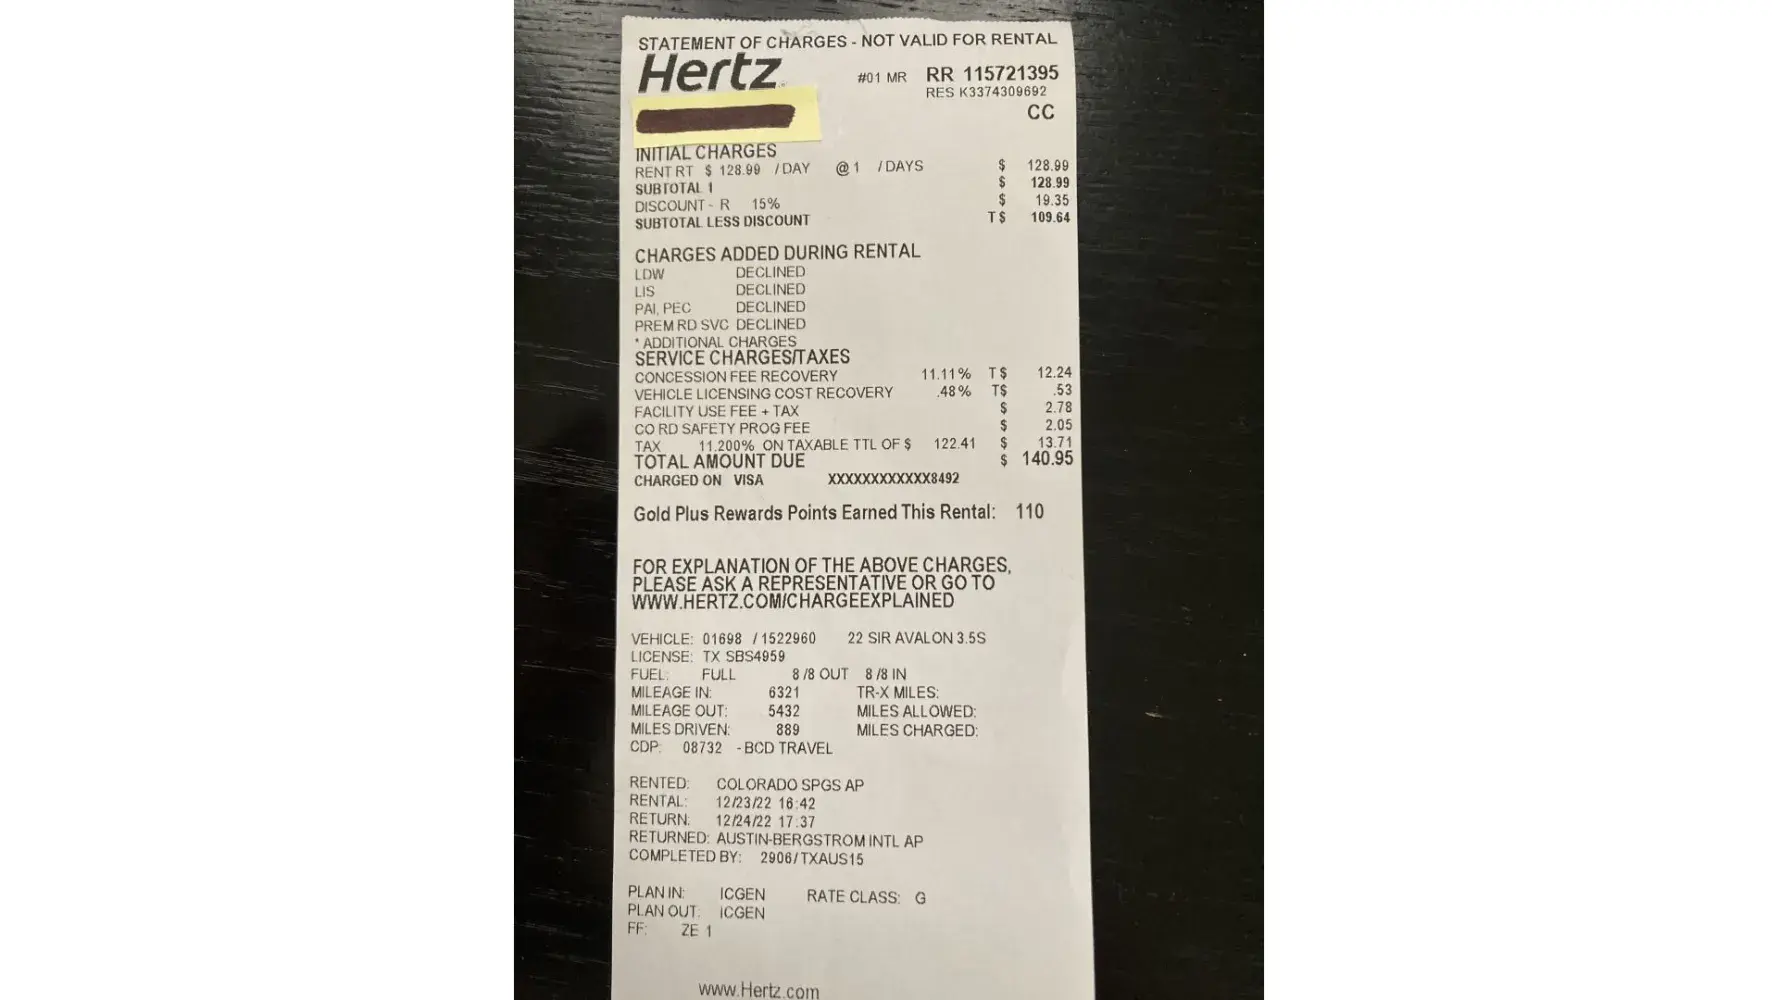 STATEMENT OF CHARGES - NOT VALID FOR RENTAL
Hertz #01 MR RR 115721395
RES K3374309692
CC
INITIAL CHARGES
RENT RT $ 128.99 /DAY @ 1 /DAYS $ 128.99
SUBTOTAL 1 $ 128.99
DISCOUNT - R 15% $ 19.35
SUBTOTAL LESS DISCOUNT T $ 109.64
CHARGES ADDED DURING RENTAL
LDW DECLINED
LIS DECLINED
PAI, PEC DECLINED
PREM RD SVC DECLINED
* ADDITIONAL CHARGES
SERVICE CHARGES/TAXES
CONCESSION FEE RECOVERY 11.11% T $ 12.24
VEHICLE LICENSING COST RECOVERY .48% T$ .53
FACILITY USE FEE + TAX $ 2.78
CO RD SAFETY PROG FEE $ 2.05
TAX 11.200% ON TAXABLE TTL OF $ 122.41 $ 13.71
TOTAL AMOUNT DUE $ 140.95
CHARGED ON VISA XXXXXXXXXXXX8492
Gold Plus Rewards Points Earned This Rental: 110
FOR EXPLANATION OF THE ABOVE CHARGES,
PLEASE ASK A REPRESENTATIVE OR GO TO
WWW.HERTZ.COM/CHARGEEXPLAINED
VEHICLE: 01698 / 1522960 22 SIR AVALON 3.5S
LICENSE: TX SBS4959
FUEL: FULL 8 /8 OUT 8 /8 IN
MILEAGE IN: 6321 TR-X MILES:
MILEAGE OUT: 5432 MILES ALLOWED:
MILES DRIVEN: 889 MILES CHARGED:
CDP: 08732 - BCD TRAVEL
RENTED: COLORADO SPGS AP
RENTAL: 12/23/22 16:42
RETURN: 12/24/22 17:37
RETURNED: AUSTIN-BERGSTROM INTL AP
COMPLETED BY: 2906/TXAUS15
PLAN IN: ICGEN RATE CLASS: G
PLAN OUT: ICGEN
FF: ZE 1
www.Hertz.com